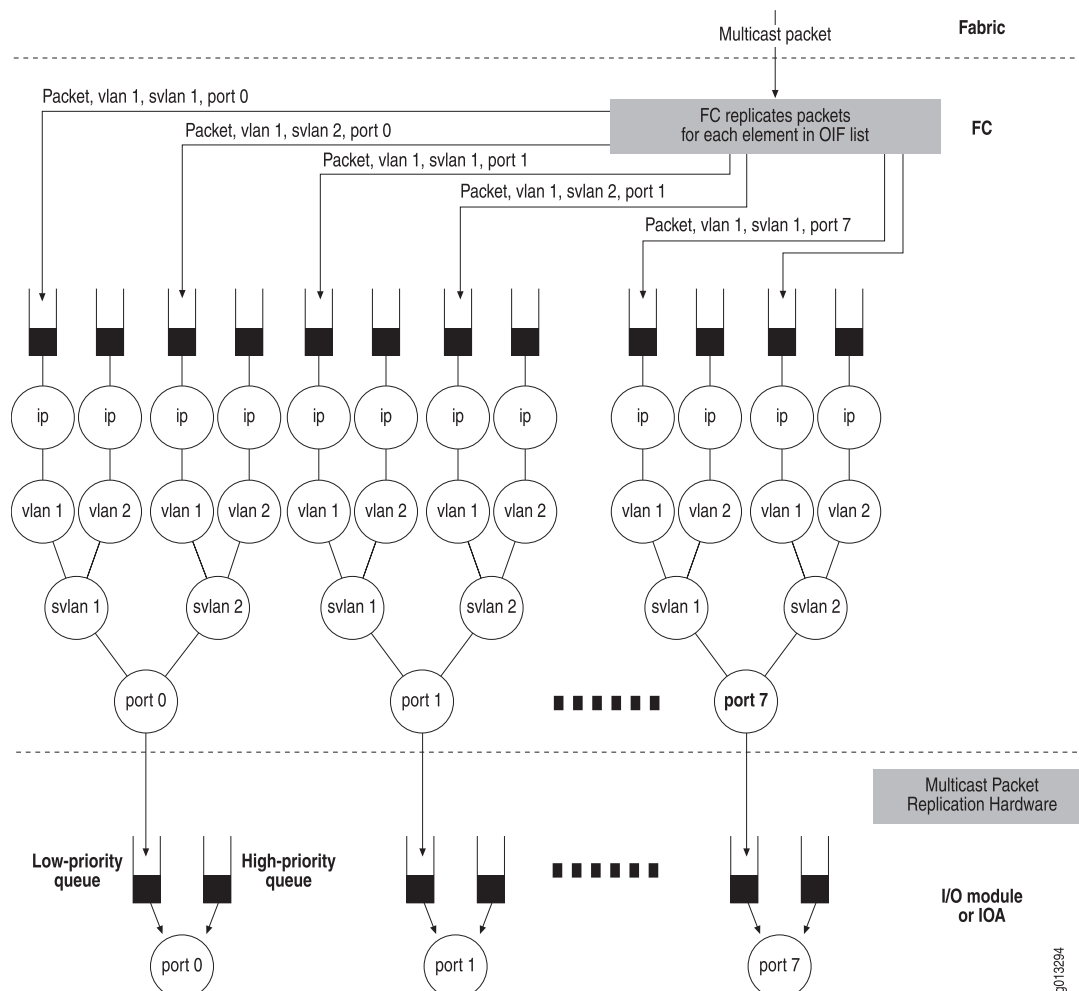 Multicast packet
Fabric
Packet, vlan 1, svlan 1, port 0
FC replicates packets
for each element in OIF list
FC
Packet, vlan 1, svlan 2, port 0
Packet, vlan 1, svlan 1, port 1
Packet, vlan 1, svlan 2, port 1
Packet, vlan 1, svlan 1, port 7
ip ip ip ip ip ip ip ip ip ip ip ip
vlan 1 vlan 2 vlan 1 vlan 2 vlan 1 vlan 2 vlan 1 vlan 2 vlan 1 vlan 2 vlan 1 vlan 2
svlan 1 svlan 2 svlan 1 svlan 2 svlan 1 svlan 2
port 0 port 1 port 7
Multicast Packet
Replication Hardware
Low-priority
queue
High-priority
queue
I/O module
or IOA
port 0 port 1 port 7
g013294